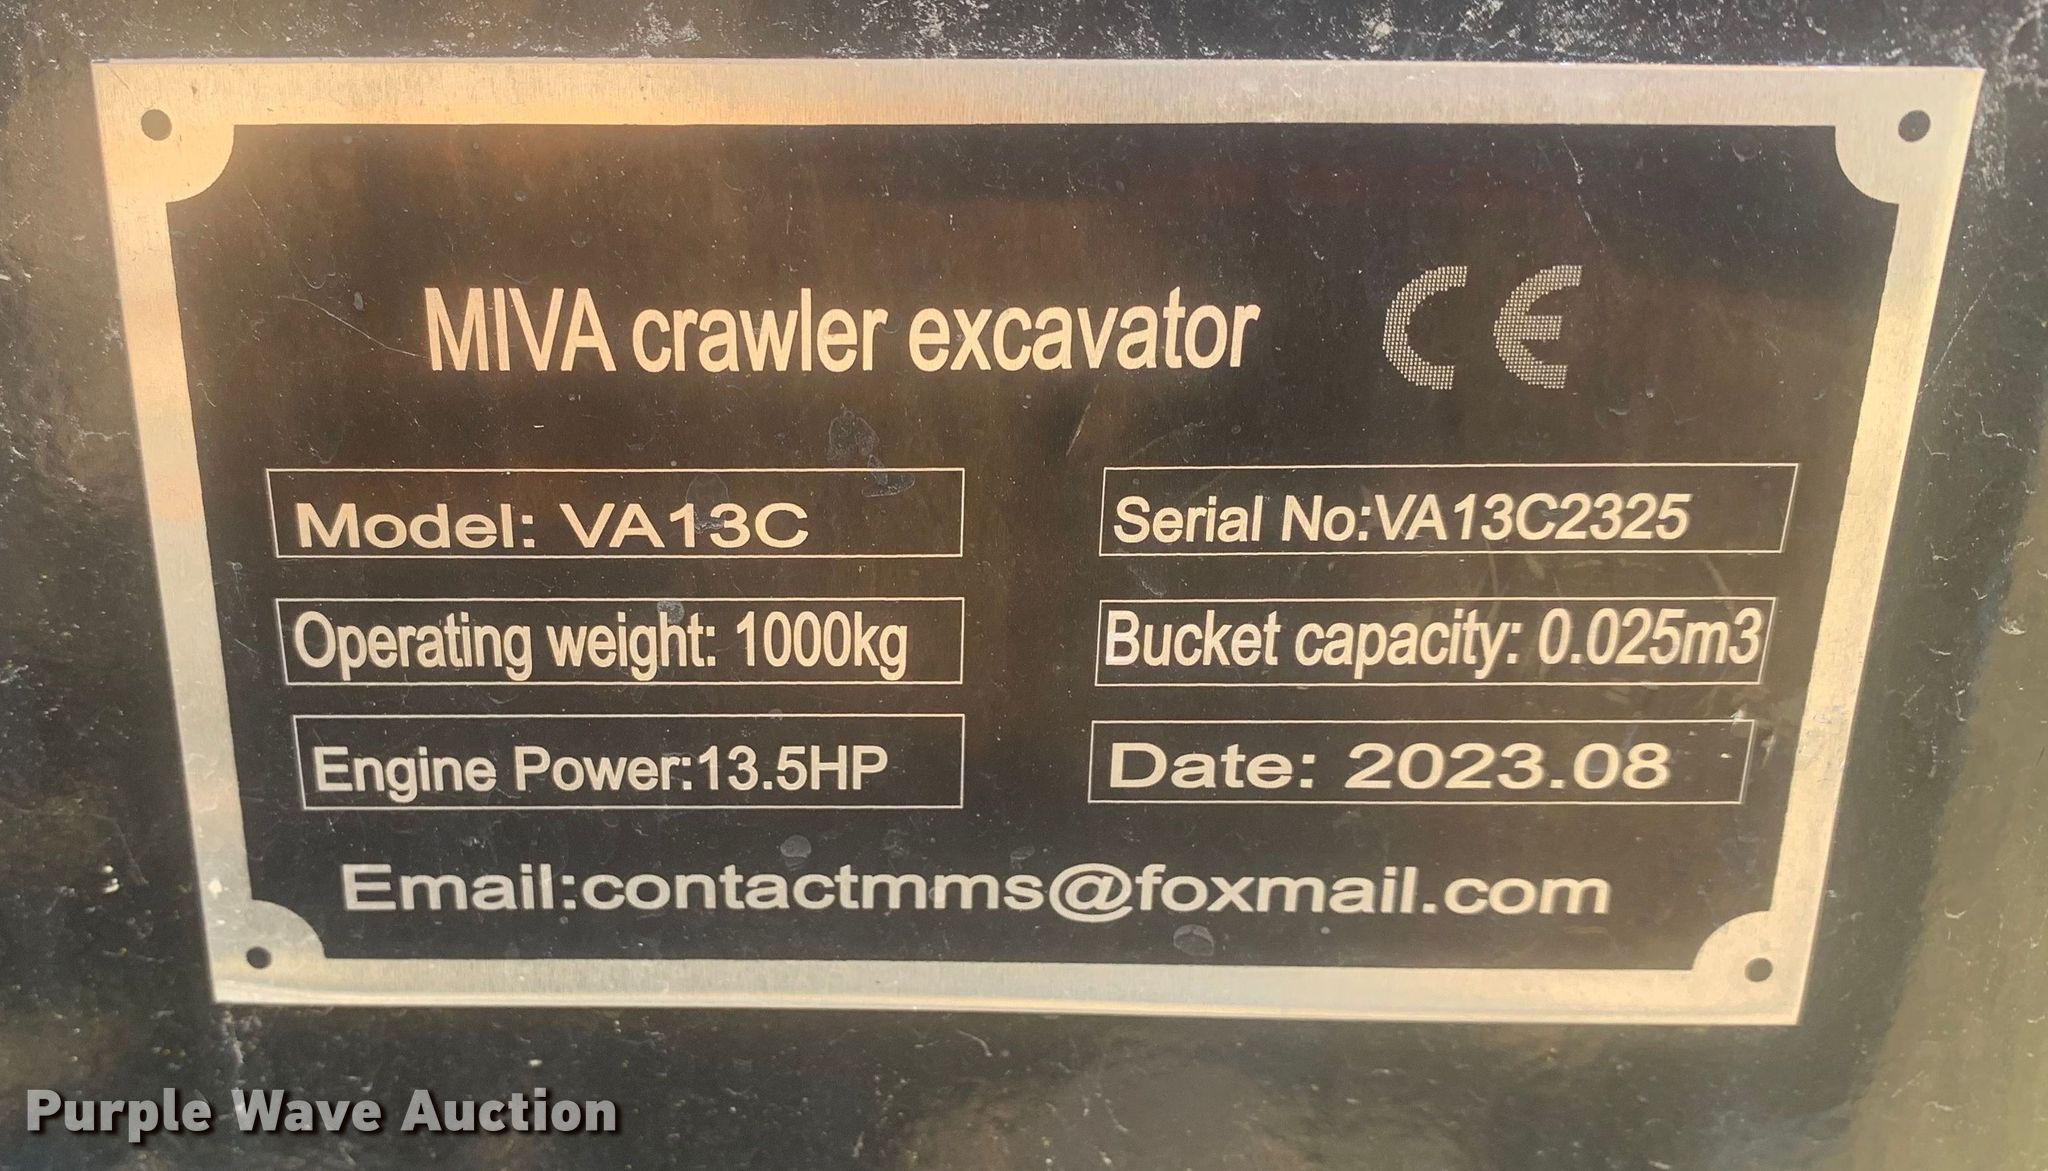 MIVA crawler excavator CE
Model: VA13C
Serial No:VA13C2325
Operating weight: 1000kg
Bucket capacity: 0.025m3
Engine Power:13.5HP
Date: 2023.08
Email:contactmms@foxmail.com
Purple Wave Auction